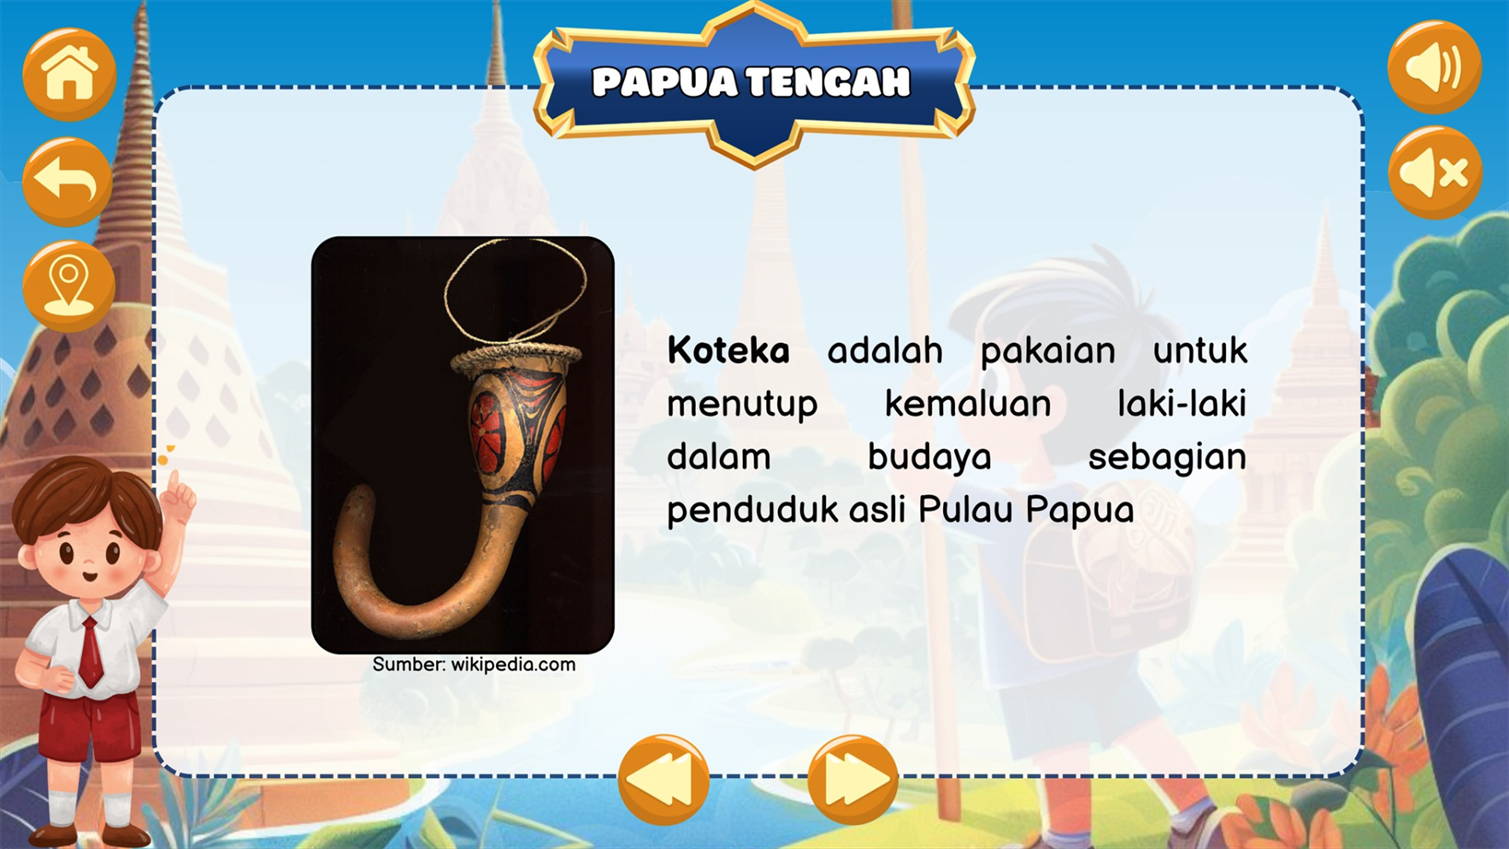 PAPUA TENGAH
Koteka adalah pakaian untuk
menutup kemaluan laki-laki
dalam budaya sebagian
penduduk asli Pulau Papua
Sumber: wikipedia.com